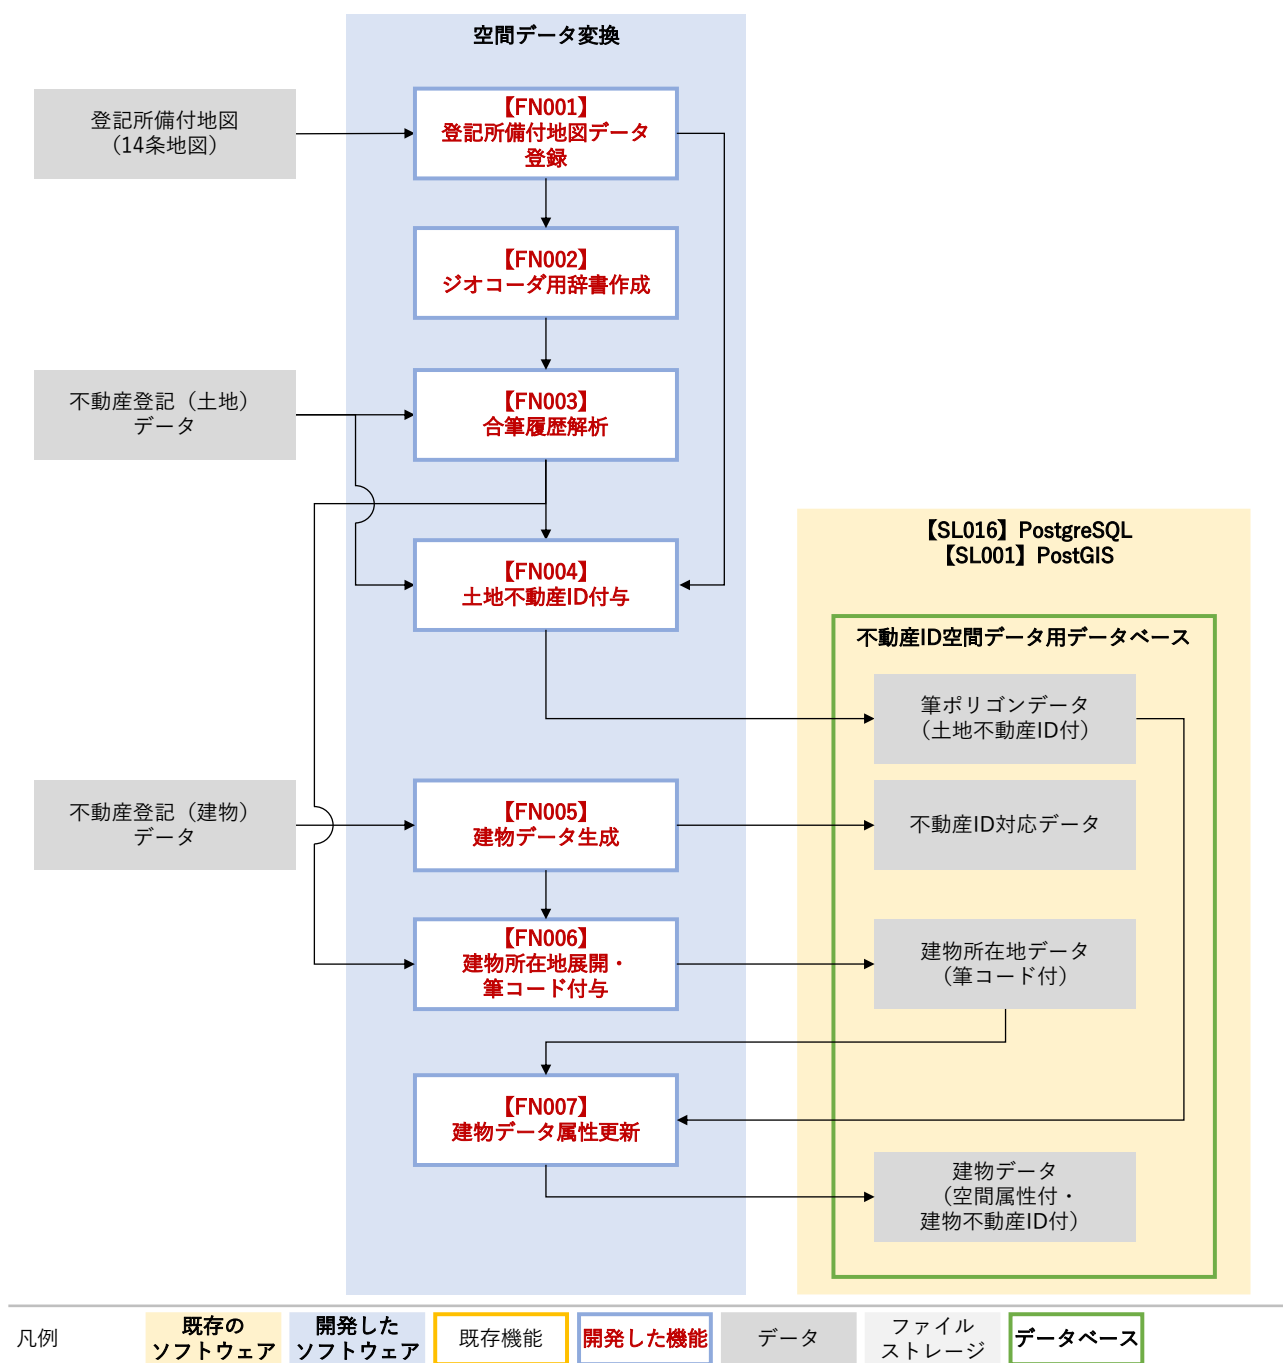 空間データ変換
登記所備付地図
(14条地図)
【FN001】
登記所備付地図データ
登録
【FN002】
ジオコーダ用辞書作成
不動産登記（土地）
データ
【FN003】
合筆履歴解析
【FN004】
土地不動産ID付与
【SL016】PostgreSQL
【SL001】PostGIS
不動産ID空間データ用データベース
筆ポリゴンデータ
（土地不動産ID付）
不動産登記（建物）
データ
【FN005】
建物データ生成
不動産ID対応データ
【FN006】
建物所在地展開・
筆コード付与
建物所在地データ
（筆コード付）
【FN007】
建物データ属性更新
建物データ
（空間属性付・
建物不動産ID付）
凡例
既存の
ソフトウェア
開発した
ソフトウェア
既存機能
開発した機能
データ
ファイル
ストレージ
データベース